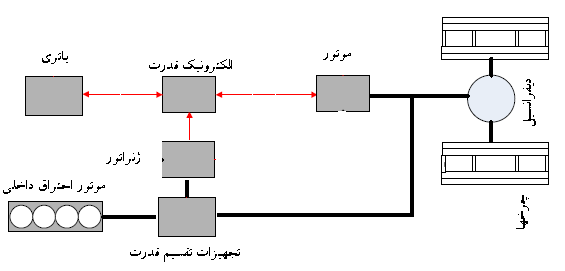 موتور
الکترونیک قدرت
باتری
دیفرانسیل
ژنراتور
موتور احتراق داخلی
چرخها
تجهیزات تقسیم قدرت